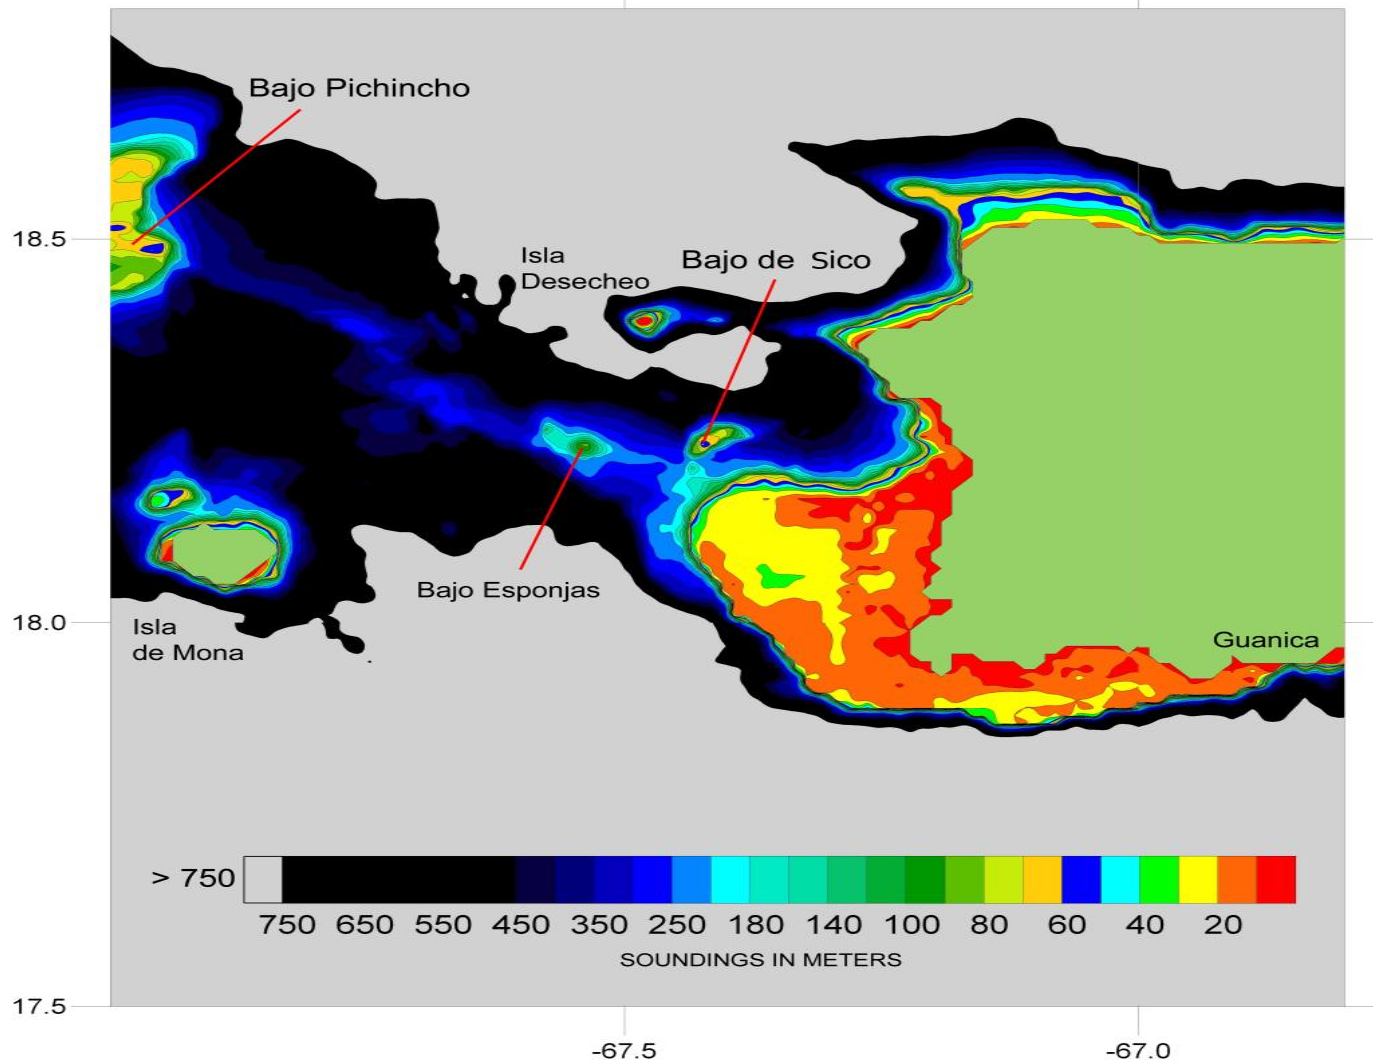 Bajo Pichincho
18.5
Isla
Desecheo
Bajo de Sico
Bajo Esponjas
18.0
Isla
de Mona
Guanica
> 750
750 650 550 450 350 250 180 140 100 80 60 40 20
SOUNDINGS IN METERS
17.5
-67.5 -67.0